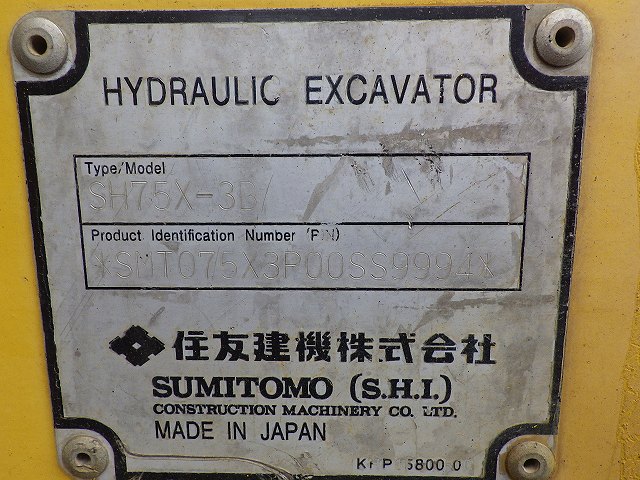 HYDRAULIC EXCAVATOR
Type/Model
SH75X-3B
Product Identification Number (PIN)
*SMT075X3P00SS9994*
住友建機株式会社
SUMITOMO (S.H.I.)
CONSTRUCTION MACHINERY CO. LTD.
MADE IN JAPAN